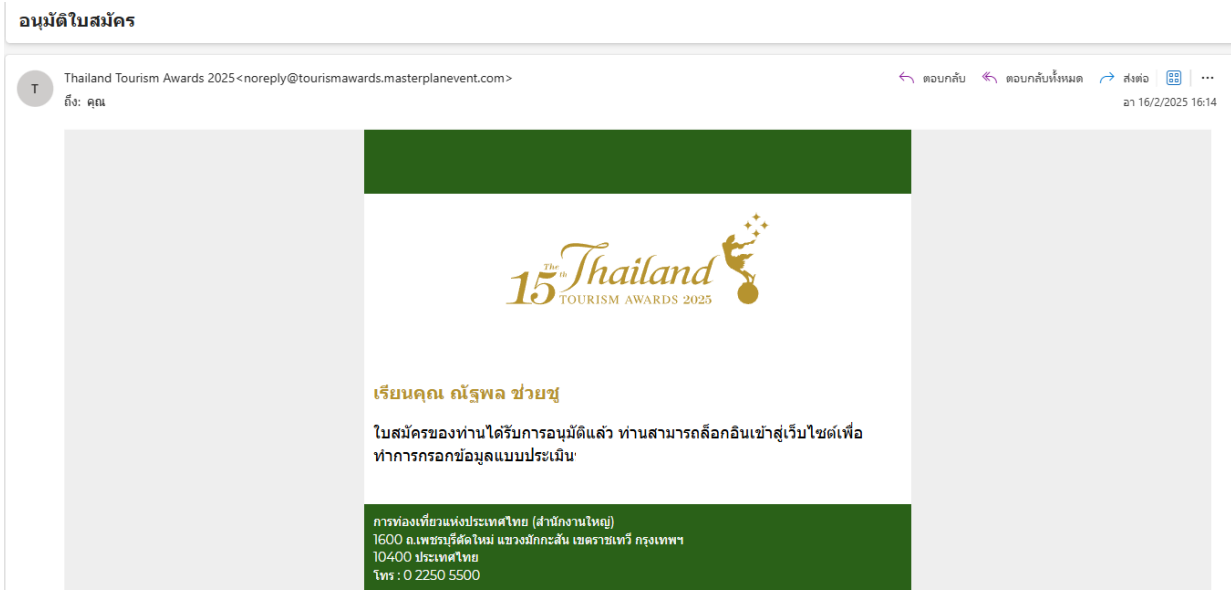 อนุมัติใบสมัคร
T
Thailand Tourism Awards 2025<noreply@tourismawards.masterplanevent.com>
ตอบกลับ ตอบกลับทั้งหมด ส่งต่อ
ถึง: คุณ
อา 16/2/2025 16:14
The 15th Thailand
TOURISM AWARDS 2025
เรียนคุณ ณัฐพล ช่วยชู
ใบสมัครของท่านได้รับการอนุมัติแล้ว ท่านสามารถล็อกอินเข้าสู่เว็บไซต์เพื่อ
ทำการกรอกข้อมูลแบบประเมิน
การท่องเที่ยวแห่งประเทศไทย (สำนักงานใหญ่)
1600 ถ.เพชรบุรีตัดใหม่ แขวงมักกะสัน เขตราชเทวี กรุงเทพฯ
10400 ประเทศไทย
โทร : 0 2250 5500